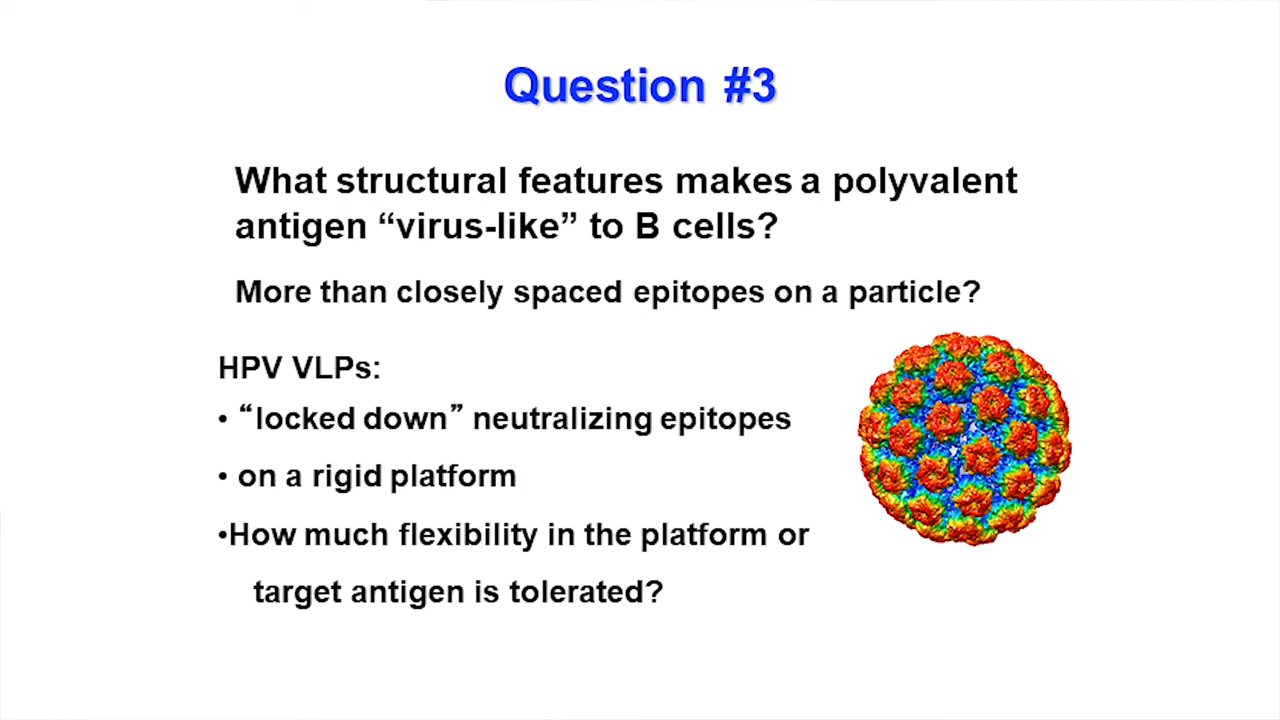 Question #3
What structural features makes a polyvalent
antigen “virus-like” to B cells?
More than closely spaced epitopes on a particle?
HPV VLPs:
• “locked down” neutralizing epitopes
• on a rigid platform
•How much flexibility in the platform or
target antigen is tolerated?